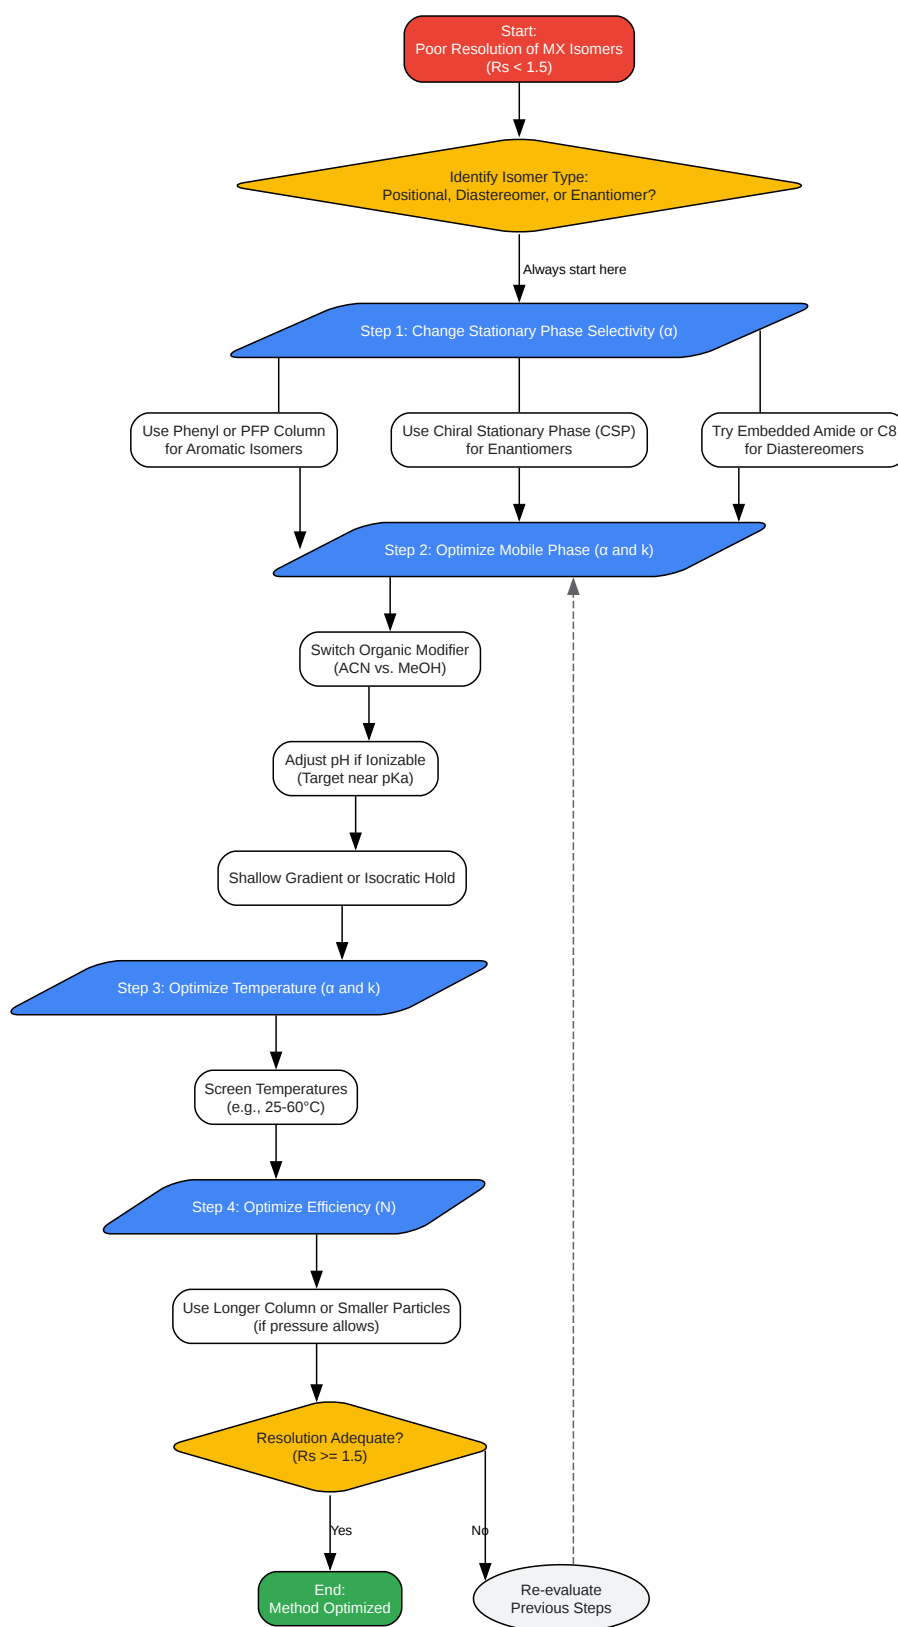 Start:
Poor Resolution of MX Isomers
(Rs < 1.5)
Identify Isomer Type:
Positional, Diastereomer, or Enantiomer?
Always start here
Step 1: Change Stationary Phase Selectivity (α)
Use Phenyl or PFP Column
for Aromatic Isomers
Use Chiral Stationary Phase (CSP)
for Enantiomers
Try Embedded Amide or C8
for Diastereomers
Step 2: Optimize Mobile Phase (α and k)
Switch Organic Modifier
(ACN vs. MeOH)
Adjust pH if Ionizable
(Target near pKa)
Shallow Gradient or Isocratic Hold
Step 3: Optimize Temperature (α and k)
Screen Temperatures
(e.g., 25-60°C)
Step 4: Optimize Efficiency (N)
Use Longer Column or Smaller Particles
(if pressure allows)
Resolution Adequate?
(Rs >= 1.5)
Yes
No
End:
Method Optimized
Re-evaluate
Previous Steps